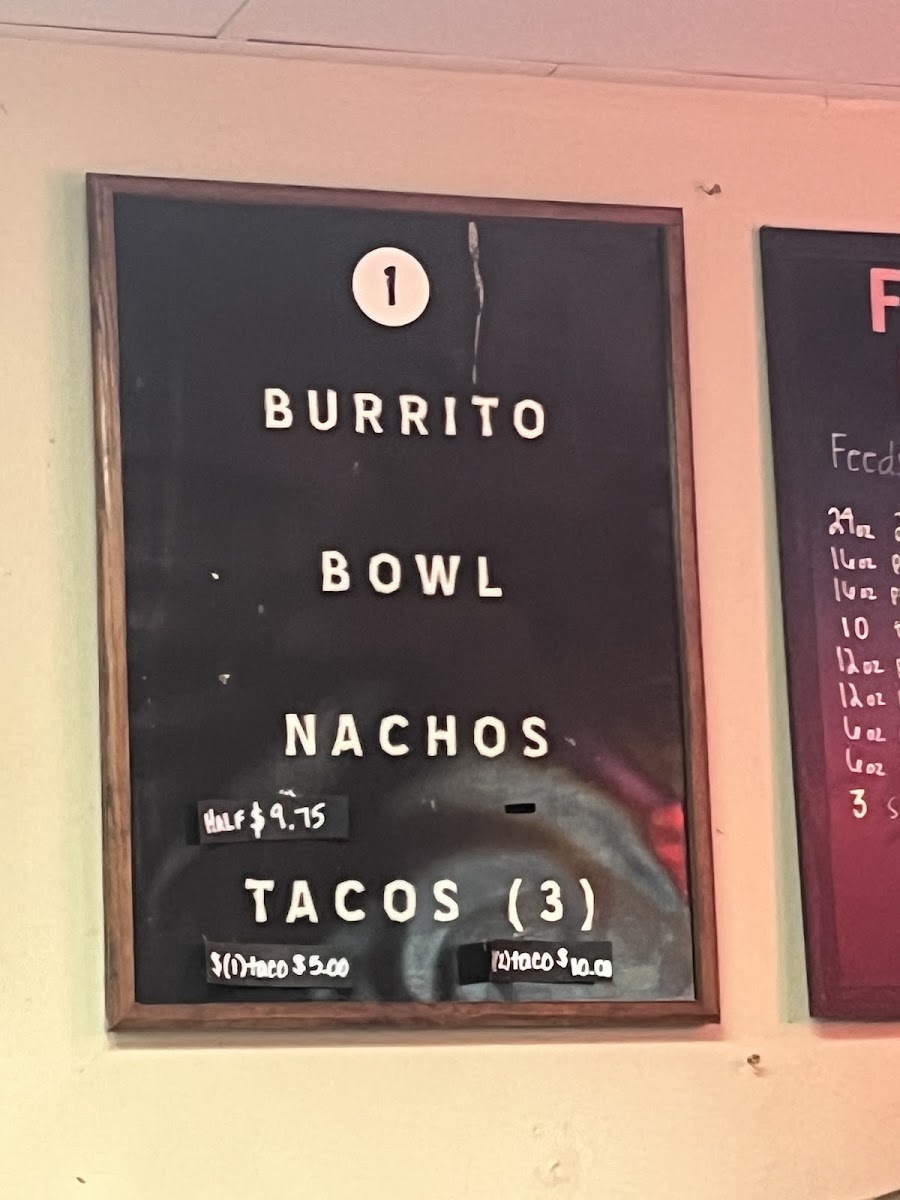 1
BURRITO
BOWL
NACHOS
HALF $9.75
TACOS (3)
$(1)taco $5.00
(2)taco $10.00
F
Feeds
24oz
16oz
16oz
10
12oz
12oz
6oz
6oz
3